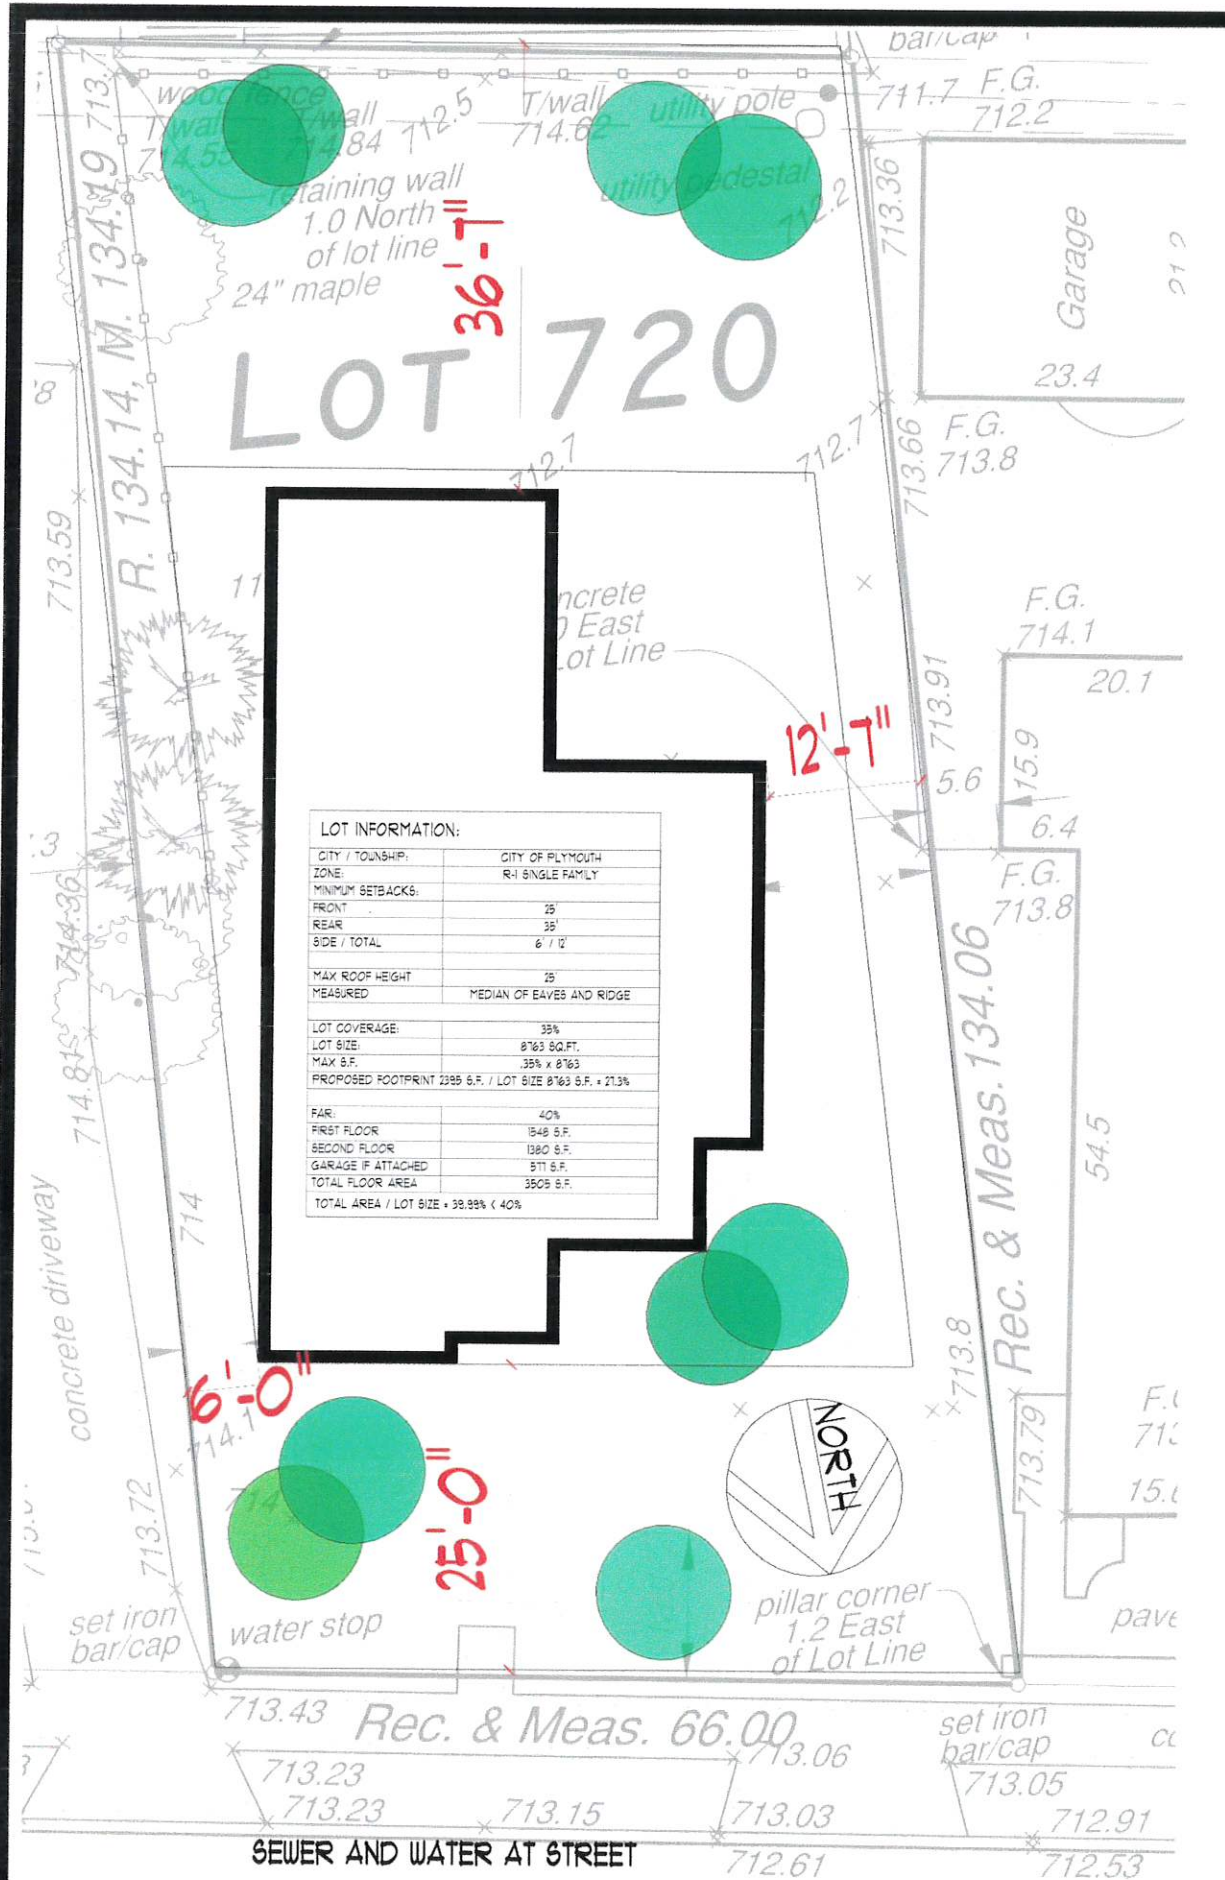 bar/cap
711.7 F.G.
712.2
wood fence
T/wall
714.84
712.5
T/wall
714.62
utility pole
utility pedestal
712.2
retaining wall
1.0 North
of lot line
24" maple
36'-7"
713.36
Garage
23.4
R. 134.14, M. 134.19
LOT 720
712.7
712.7
713.66
F.G.
713.8
713.59
F.G.
714.1
20.1
Lot Line
12'-7"
713.91
5.6
15.9
6.4
F.G.
713.8
LOT INFORMATION:
CITY / TOWNSHIP: CITY OF PLYMOUTH
ZONE: R-1 SINGLE FAMILY
MINIMUM SETBACKS:
FRONT 25'
REAR 35'
SIDE / TOTAL 6' / 12'
MAX ROOF HEIGHT 25'
MEASURED MEDIAN OF EAVES AND RIDGE
LOT COVERAGE: 35%
LOT SIZE: 8763 SQ.FT.
MAX S.F. .35% x 8763
PROPOSED FOOTPRINT 2395 S.F. / LOT SIZE 8763 S.F. = 27.3%
FAR: 40%
FIRST FLOOR 1548 S.F.
SECOND FLOOR 1380 S.F.
GARAGE IF ATTACHED 577 S.F.
TOTAL FLOOR AREA 3505 S.F.
TOTAL AREA / LOT SIZE = 39.99% < 40%
714.36
714.81
714
concrete driveway
Rec. & Meas. 134.06
54.5
713.8
6'-0"
714.1
25'-0"
NORTH
713.79
713.72
set iron
bar/cap
water stop
pillar corner
1.2 East
of Lot Line
713.43
Rec. & Meas. 66.00
713.06
set iron
bar/cap
713.23
713.05
713.23
713.15
713.03
712.91
SEWER AND WATER AT STREET
712.61
712.53